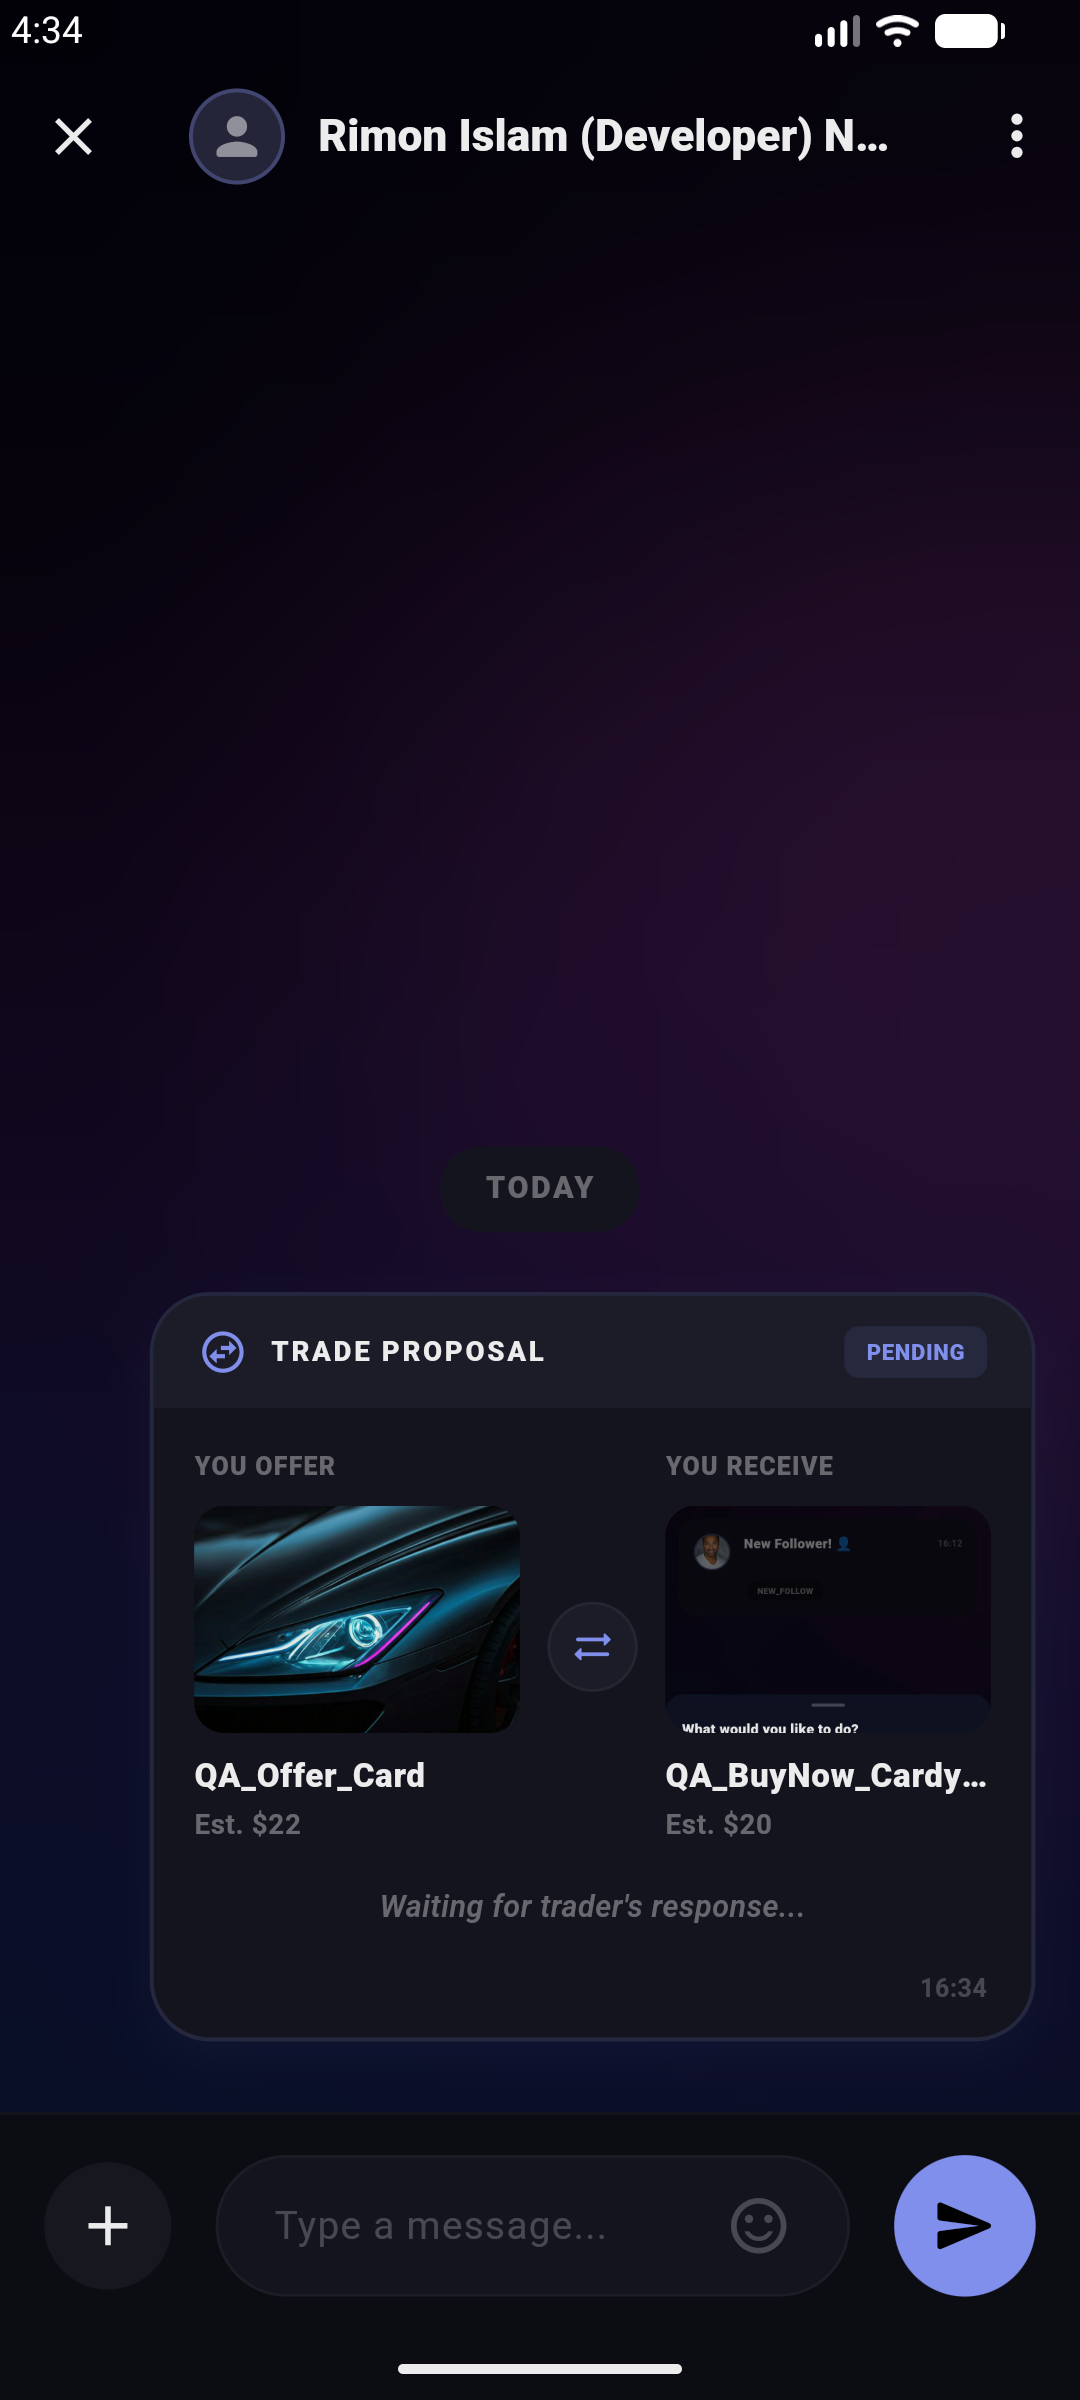 4:34
Rimon Islam (Developer) N...
TODAY
TRADE PROPOSAL
PENDING
YOU OFFER
YOU RECEIVE
New Follower! 👤
16:12
NEW_FOLLOW
What would you like to do?
QA_Offer_Card
QA_BuyNow_Cardy...
Est. $22
Est. $20
Waiting for trader's response...
16:34
Type a message...